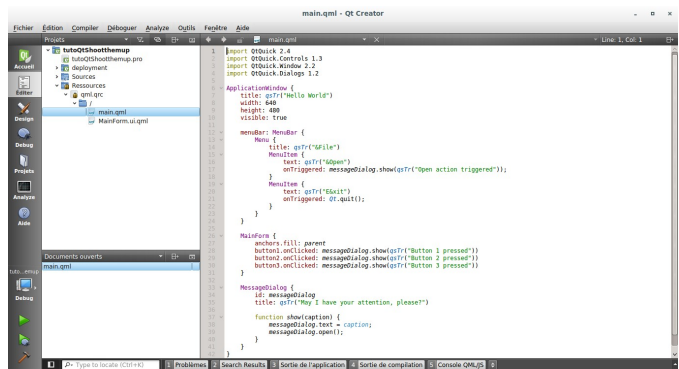 main.qml - Qt Creator
Fichier Édition Compiler Déboguer Analyze Outils Fenêtre Aide
Projets
main.qml
Line: 1, Col: 1
Accueil
Éditer
Design
Debug
Projets
Analyze
Aide
tuto...emup
Debug
tutoQtShootthemup
tutoQtShootthemup.pro
deployment
Sources
Ressources
qml.qrc
/
main.qml
MainForm.ui.qml
Documents ouverts
main.qml
1 import QtQuick 2.4
2 import QtQuick.Controls 1.3
3 import QtQuick.Window 2.2
4 import QtQuick.Dialogs 1.2
5
6 ApplicationWindow {
7 title: qsTr("Hello World")
8 width: 640
9 height: 480
10 visible: true
11
12 menuBar: MenuBar {
13 Menu {
14 title: qsTr("&File")
15 MenuItem {
16 text: qsTr("&Open")
17 onTriggered: messageDialog.show(qsTr("Open action triggered"));
18 }
19 MenuItem {
20 text: qsTr("E&xit")
21 onTriggered: Qt.quit();
22 }
23 }
24 }
25
26 MainForm {
27 anchors.fill: parent
28 button1.onClicked: messageDialog.show(qsTr("Button 1 pressed"))
29 button2.onClicked: messageDialog.show(qsTr("Button 2 pressed"))
30 button3.onClicked: messageDialog.show(qsTr("Button 3 pressed"))
31 }
32
33 MessageDialog {
34 id: messageDialog
35 title: qsTr("May I have your attention, please?")
36
37 function show(caption) {
38 messageDialog.text = caption;
39 messageDialog.open();
40 }
41 }
42 }
Type to locate (Ctrl+K) 1 Problèmes 2 Search Results 3 Sortie de l'application 4 Sortie de compilation 5 Console QML/JS